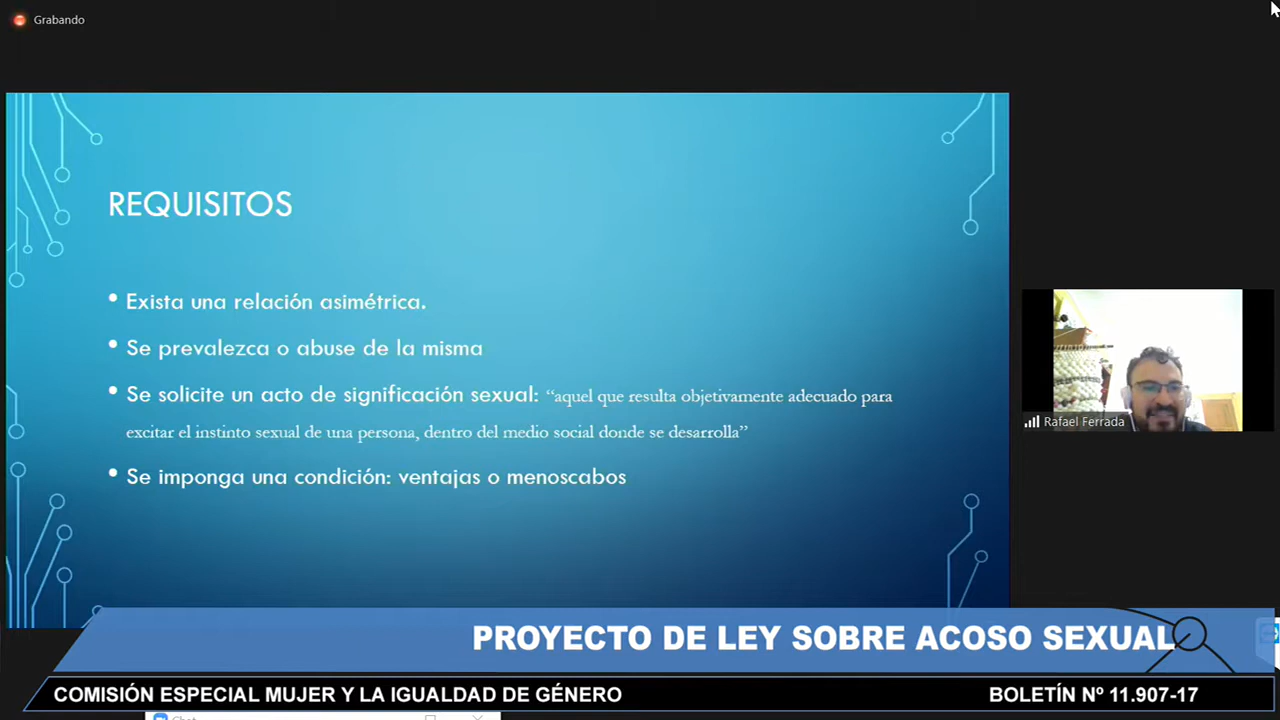 Grabando
REQUISITOS
• Exista una relación asimétrica.
• Se prevalezca o abuse de la misma
• Se solicite un acto de significación sexual: “aquel que resulta objetivamente adecuado para
excitar el instinto sexual de una persona, dentro del medio social donde se desarrolla”
• Se imponga una condición: ventajas o menoscabos
Rafael Ferrada
PROYECTO DE LEY SOBRE ACOSO SEXUAL
COMISIÓN ESPECIAL MUJER Y LA IGUALDAD DE GÉNERO
BOLETÍN Nº 11.907-17
Chat